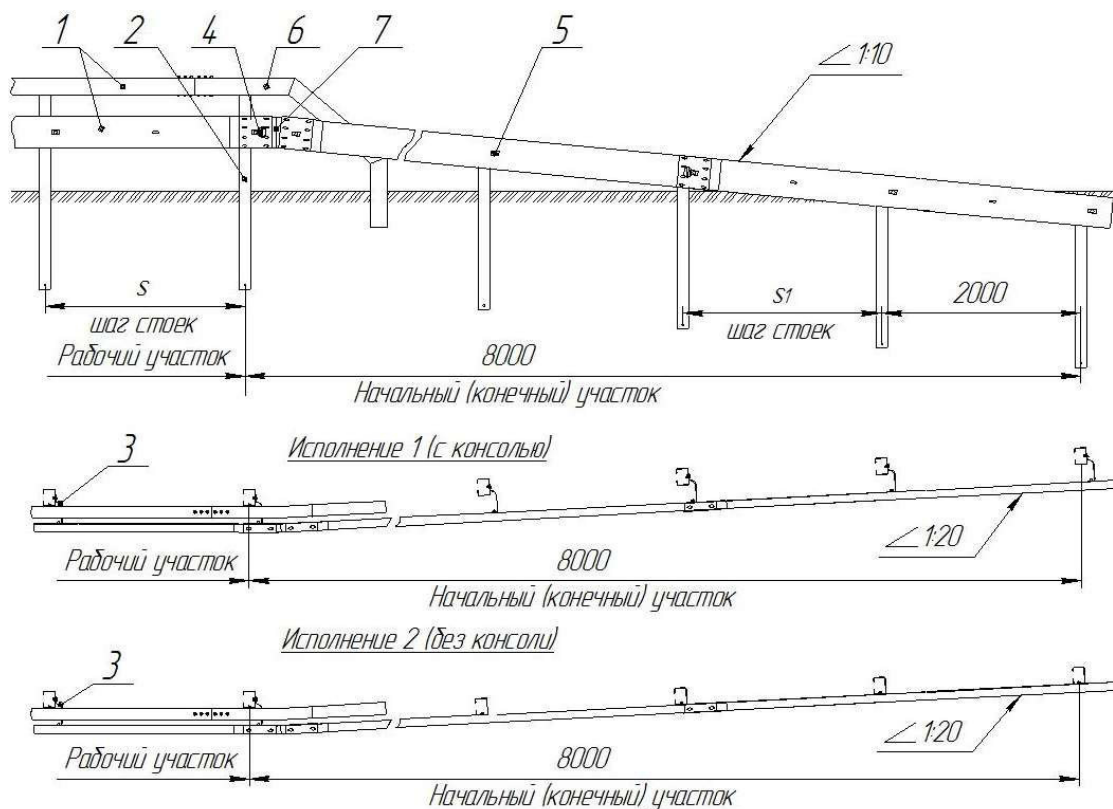 1 2 4 6 7 5 1:10
S S1 2000
шаг стоек шаг стоек
Рабочий участок 8000
Начальный (конечный) участок
Исполнение 1 (с консолью)
3
1:20
Рабочий участок 8000
Начальный (конечный) участок
Исполнение 2 (без консоли)
3
1:20
Рабочий участок 8000
Начальный (конечный) участок